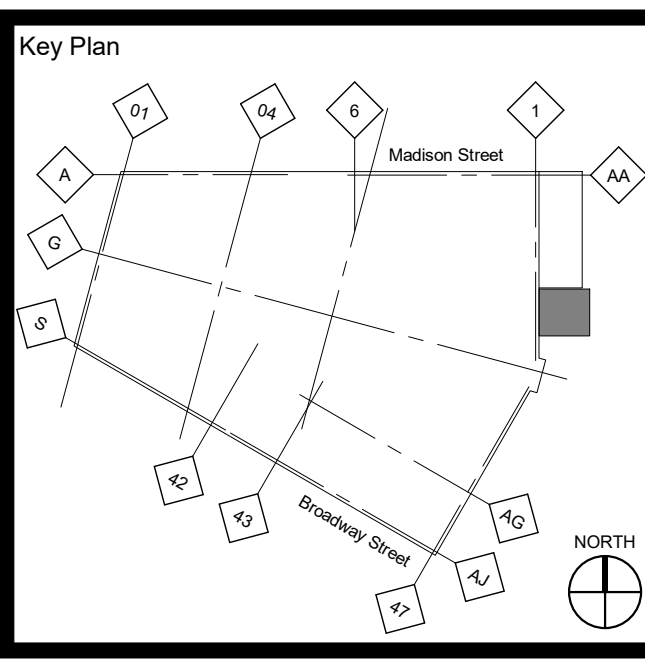 Key Plan
01
04
6
1
Madison Street
A
AA
G
S
42
43
Broadway Street
AG
AJ
47
NORTH